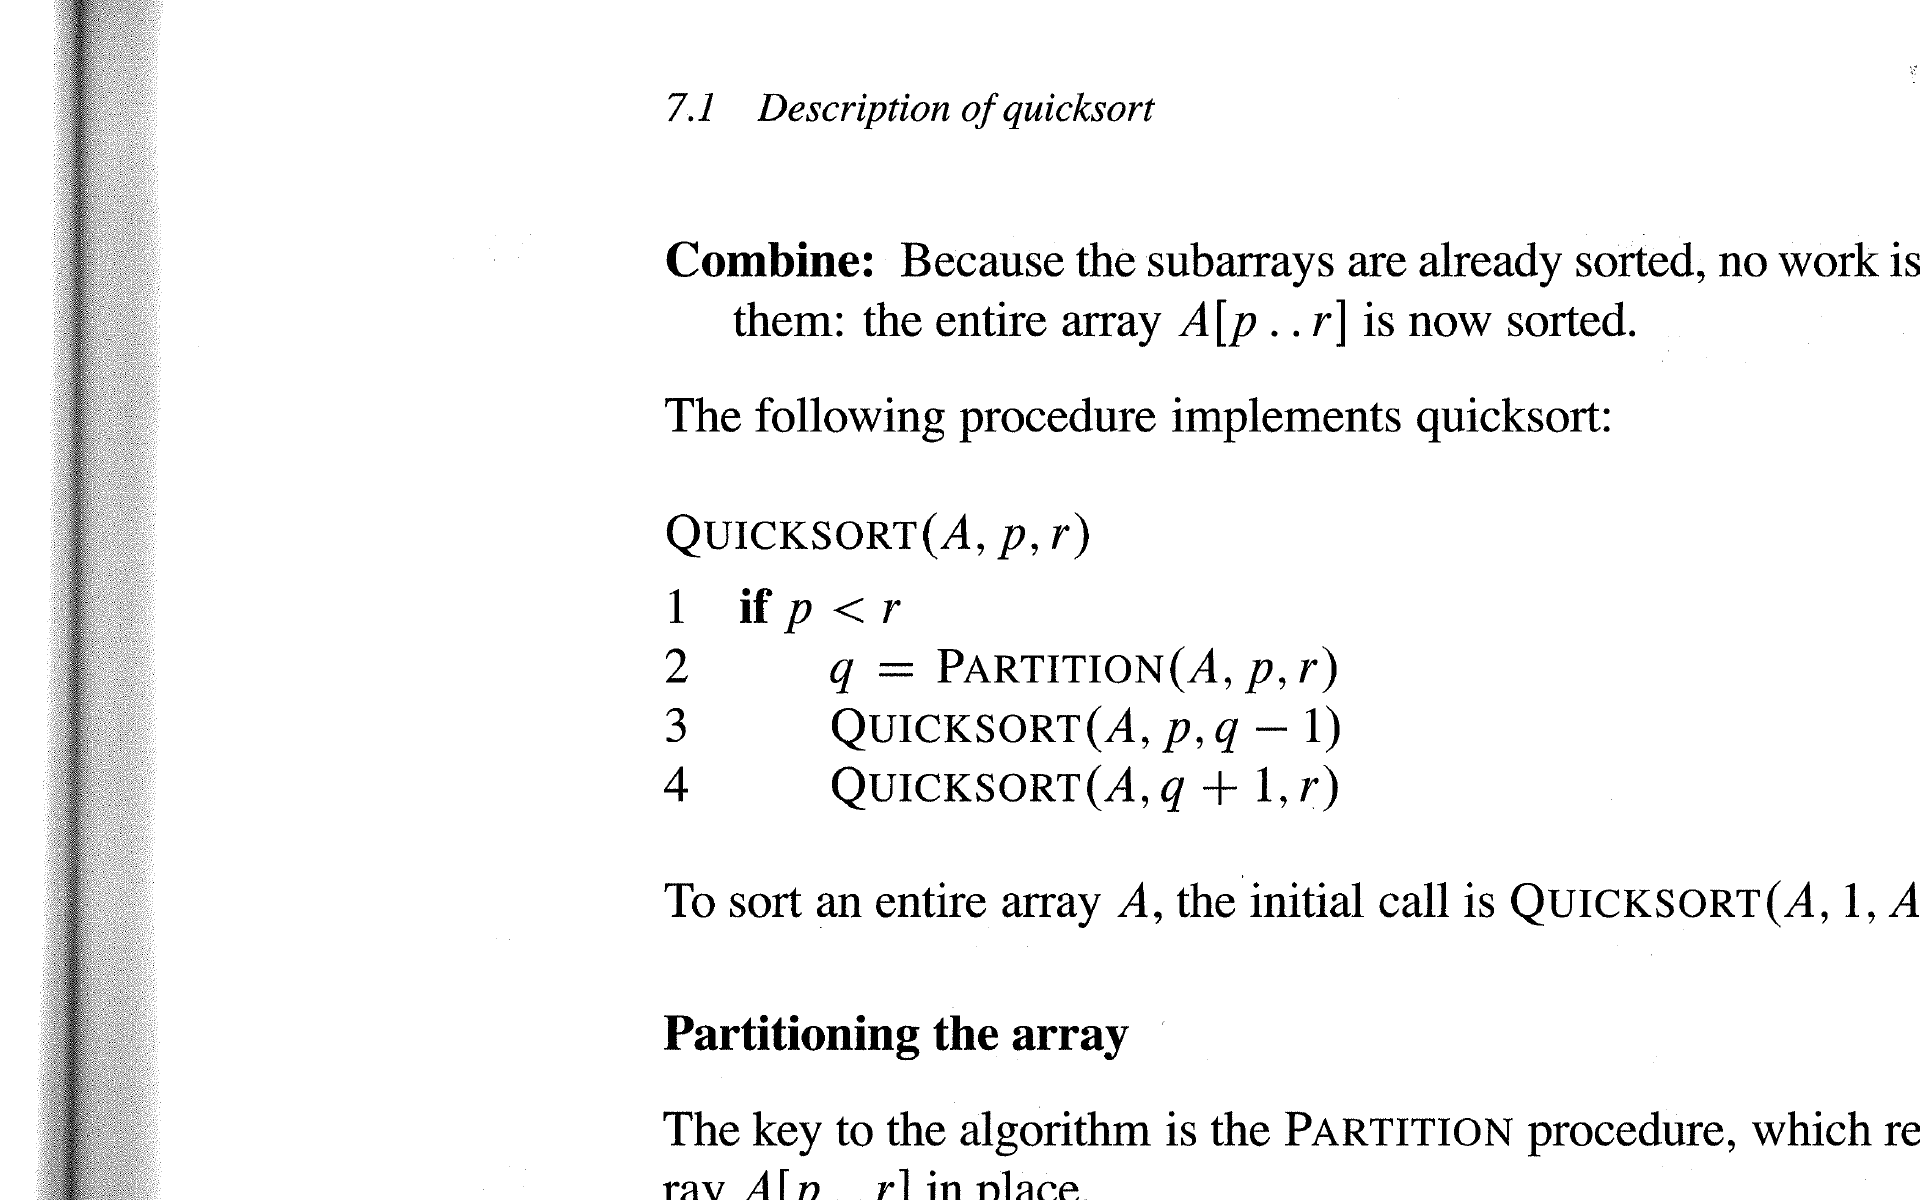 7.1 Description of quicksort
Combine: Because the subarrays are already sorted, no work is
them: the entire array A[p . . r] is now sorted.
The following procedure implements quicksort:
QUICKSORT(A, p, r)
1 if p < r
2 q = PARTITION(A, p, r)
3 QUICKSORT(A, p, q − 1)
4 QUICKSORT(A, q + 1, r)
To sort an entire array A, the initial call is QUICKSORT(A, 1, A
Partitioning the array
The key to the algorithm is the PARTITION procedure, which re
ray A[p . . r] in place.